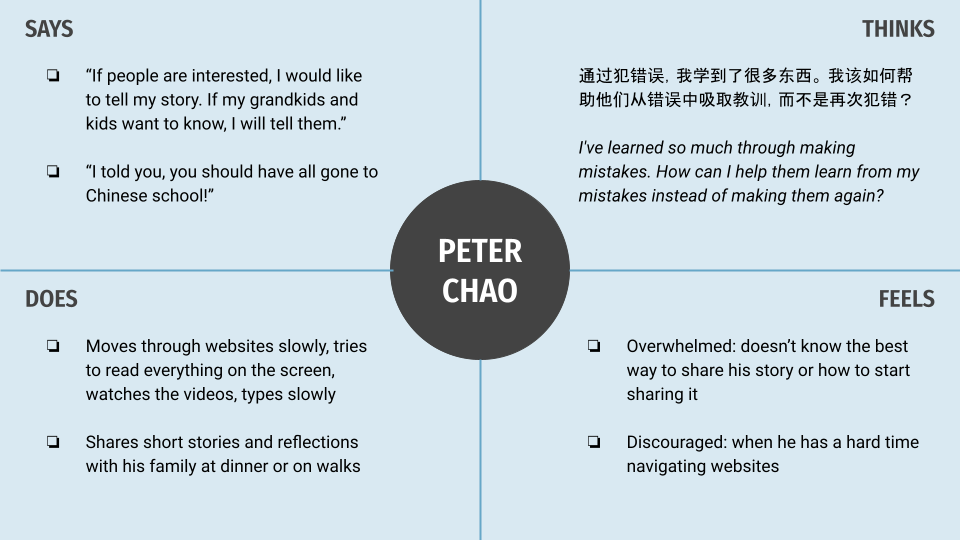 SAYS
“If people are interested, I would like
to tell my story. If my grandkids and
kids want to know, I will tell them.”
“I told you, you should have all gone to
Chinese school!”
THINKS
通过犯错误，我学到了很多东西。我该如何帮
助他们从错误中吸取教训，而不是再次犯错？
I've learned so much through making
mistakes. How can I help them learn from my
mistakes instead of making them again?
PETER
CHAO
DOES
Moves through websites slowly, tries
to read everything on the screen,
watches the videos, types slowly
Shares short stories and reflections
with his family at dinner or on walks
FEELS
Overwhelmed: doesn’t know the best
way to share his story or how to start
sharing it
Discouraged: when he has a hard time
navigating websites